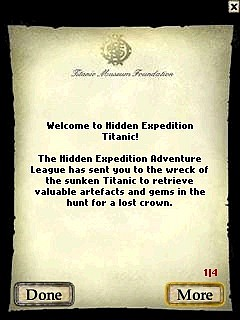 Titanic Museum Foundation
Welcome to Hidden Expedition
Titanic!
The Hidden Expedition Adventure
League has sent you to the wreck of
the sunken Titanic to retrieve
valuable artefacts and gems in the
hunt for a lost crown.
1|4
Done
More